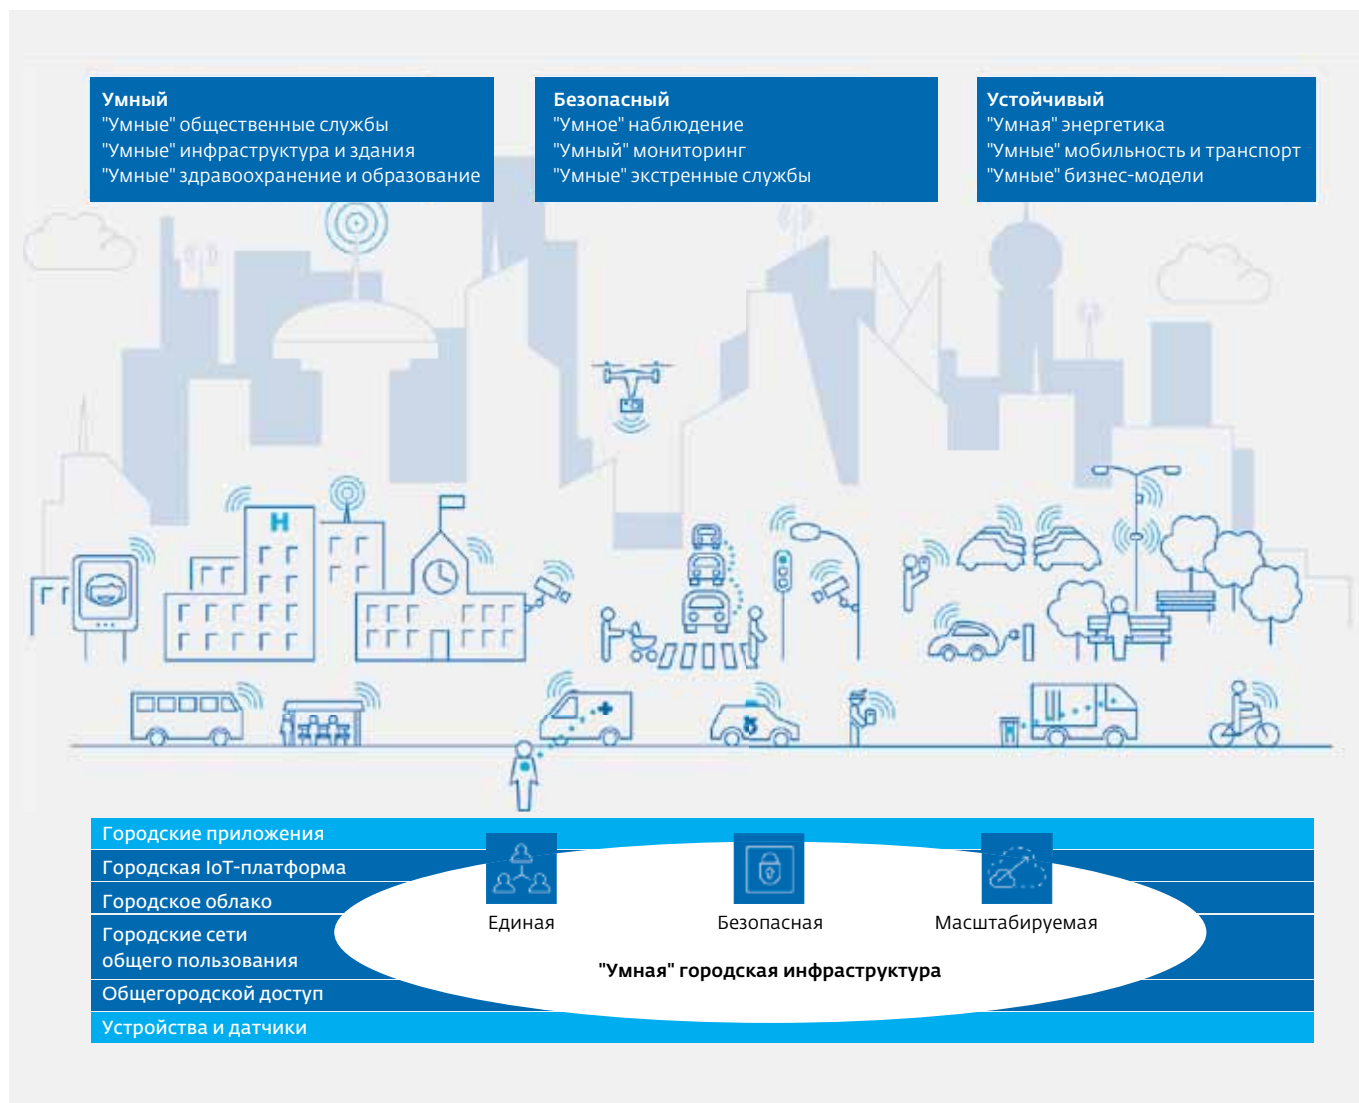 Умный
"Умные" общественные службы
"Умные" инфраструктура и здания
"Умные" здравоохранение и образование
Безопасный
"Умное" наблюдение
"Умный" мониторинг
"Умные" экстренные службы
Устойчивый
"Умная" энергетика
"Умные" мобильность и транспорт
"Умные" бизнес-модели
H
Городские приложения
Городская IoT-платформа
Городское облако
Городские сети
общего пользования
Общегородской доступ
Устройства и датчики
Единая
Безопасная
Масштабируемая
"Умная" городская инфраструктура